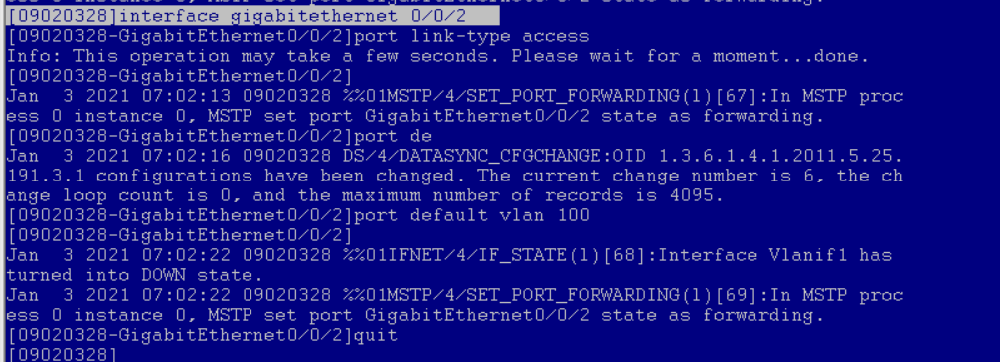 [09020328]interface gigabitethernet 0/0/2
[09020328-GigabitEthernet0/0/2]port link-type access
Info: This operation may take a few seconds. Please wait for a moment...done.
[09020328-GigabitEthernet0/0/2]
Jan  3 2021 07:02:13 09020328 %%01MSTP/4/SET_PORT_FORWARDING(l)[67]:In MSTP proc
ess 0 instance 0, MSTP set port GigabitEthernet0/0/2 state as forwarding.
[09020328-GigabitEthernet0/0/2]port de
Jan  3 2021 07:02:16 09020328 DS/4/DATASYNC_CFGCHANGE:OID 1.3.6.1.4.1.2011.5.25.
191.3.1 configurations have been changed. The current change number is 6, the ch
ange loop count is 0, and the maximum number of records is 4095.
[09020328-GigabitEthernet0/0/2]port default vlan 100
[09020328-GigabitEthernet0/0/2]
Jan  3 2021 07:02:22 09020328 %%01IFNET/4/IF_STATE(l)[68]:Interface Vlanif1 has
turned into DOWN state.
Jan  3 2021 07:02:22 09020328 %%01MSTP/4/SET_PORT_FORWARDING(l)[69]:In MSTP proc
ess 0 instance 0, MSTP set port GigabitEthernet0/0/2 state as forwarding.
[09020328-GigabitEthernet0/0/2]quit
[09020328]